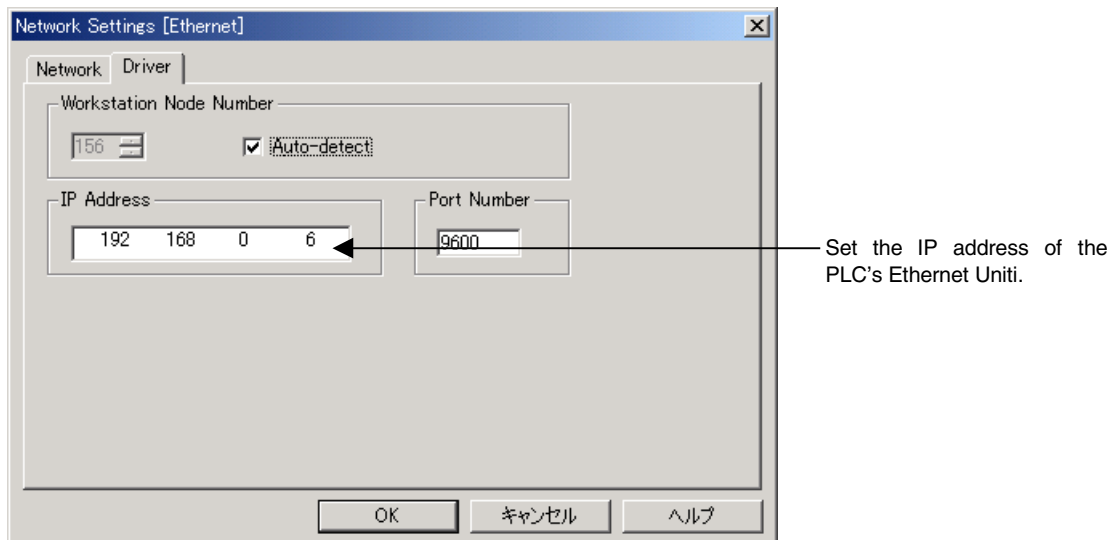 Network Settings [Ethernet]
Network Driver
Workstation Node Number
156 Auto-detect
IP Address Port Number
192 168 0 6 9600
Set the IP address of the
PLC's Ethernet Uniti.
OK キャンセル ヘルプ